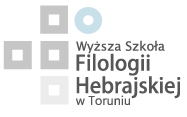 Wyższa Szkoła
Filologii
Hebrajskiej
w Toruniu